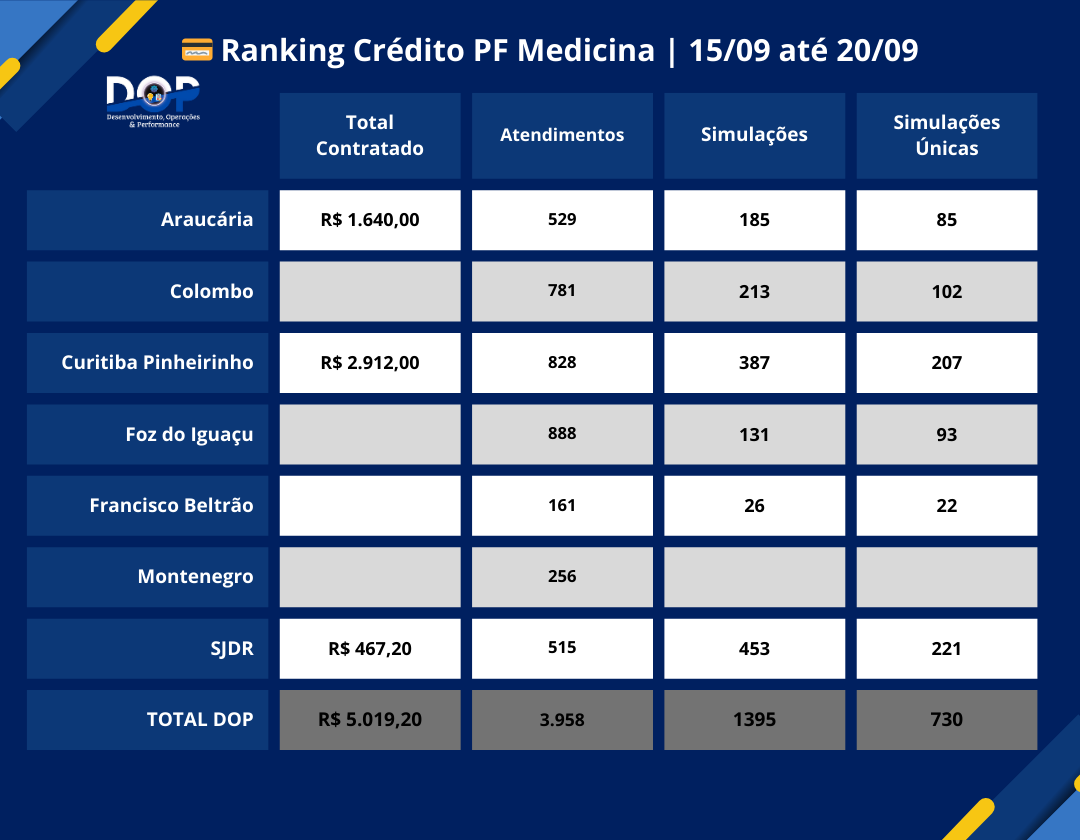 Ranking Crédito PF Medicina | 15/09 até 20/09
DOP
Desenvolvimento, Operações
& Performance
Total
Contratado
Atendimentos
Simulações
Simulações
Únicas
Araucária R$ 1.640,00 529 185 85
Colombo 781 213 102
Curitiba Pinheirinho R$ 2.912,00 828 387 207
Foz do Iguaçu 888 131 93
Francisco Beltrão 161 26 22
Montenegro 256
SJDR R$ 467,20 515 453 221
TOTAL DOP R$ 5.019,20 3.958 1395 730